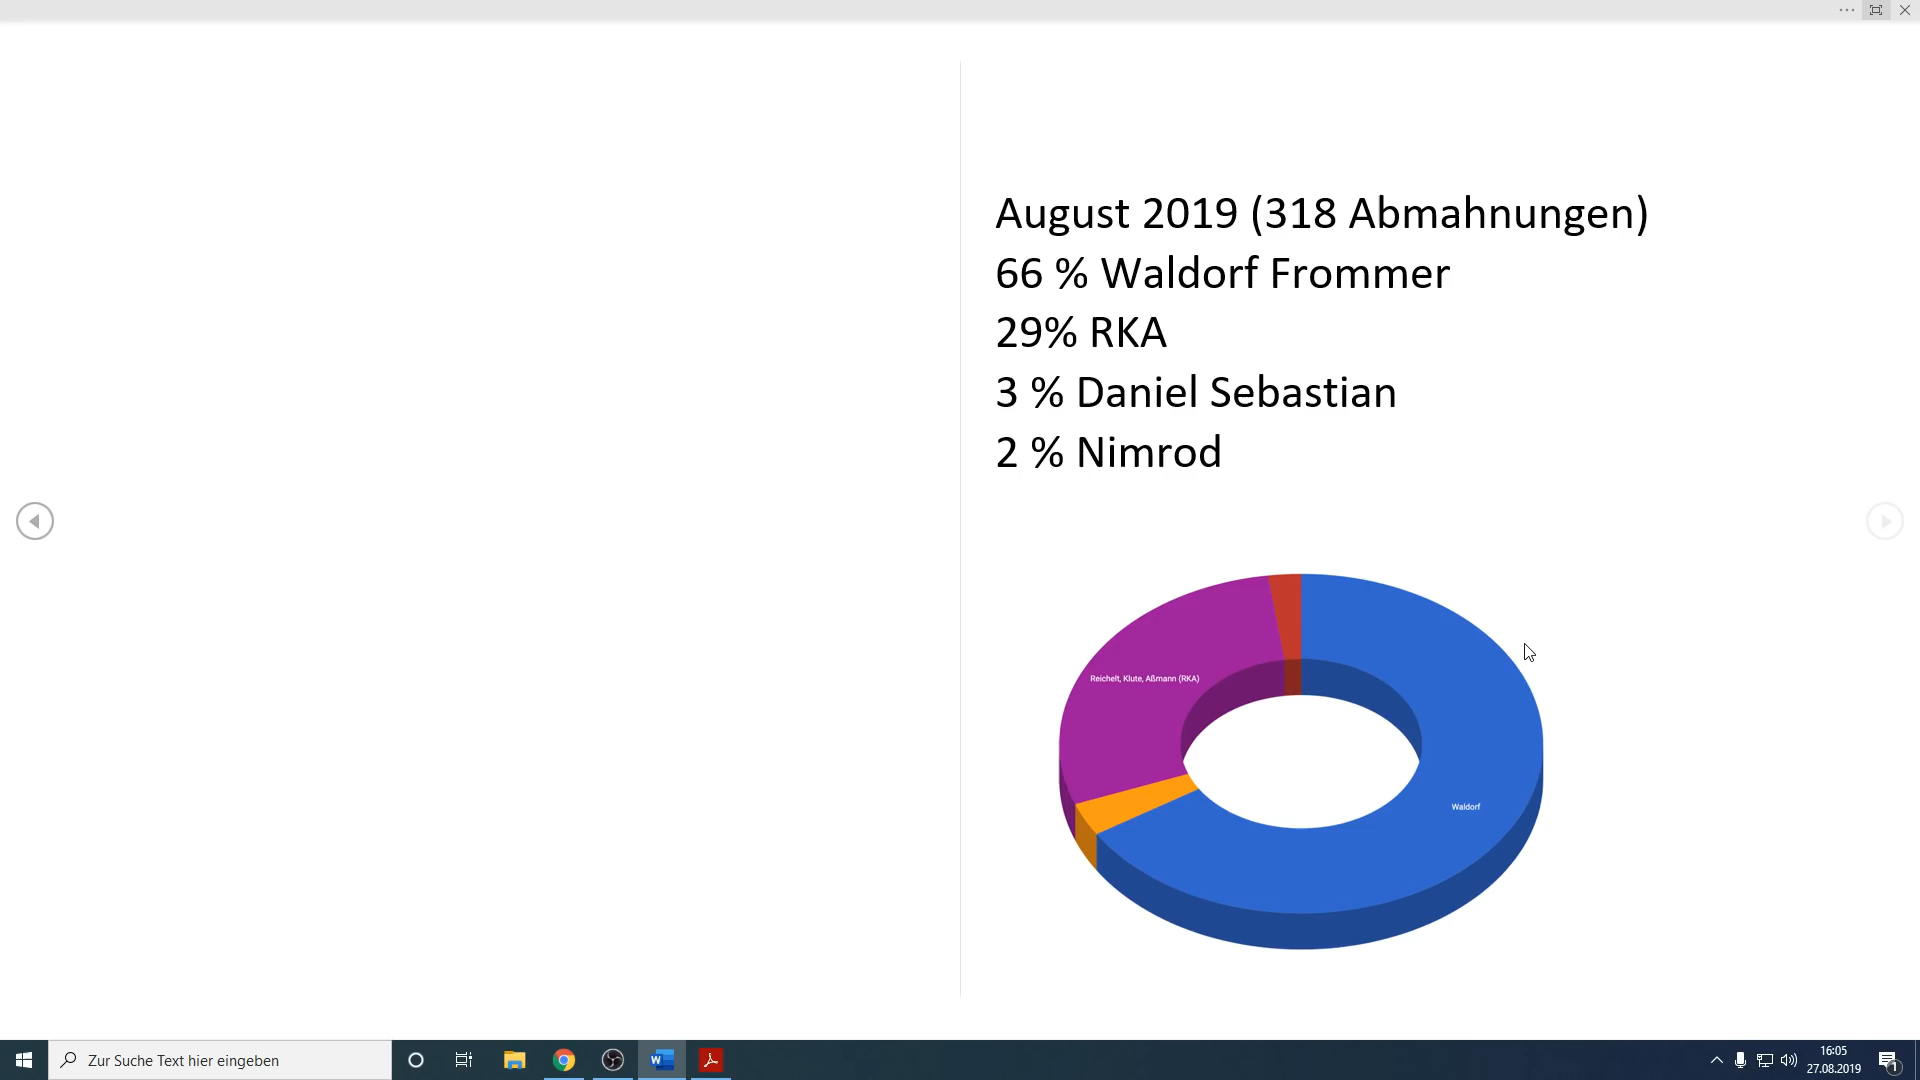 August 2019 (318 Abmahnungen)
66 % Waldorf Frommer
29% RKA
3 % Daniel Sebastian
2 % Nimrod
Reichelt, Klute, Aßmann (RKA)
Waldorf
Zur Suche Text hier eingeben
16:05
27.08.2019
1